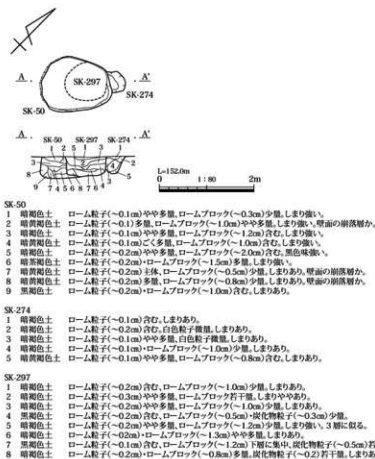 A
A'
SK-297
SK-274
SK-50
A
A'
SK-50
SK-297
SK-274
L=152.0m
0 1:80 2m
SK-50
1 暗褐色土 ローム粒子(～0.1cm)やや多量、ロームブロック(～0.3cm)少量。しまり強い。
2 暗黄褐色土 ローム粒子(～0.1)多量、ロームブロック(～1.0cm)やや多量。しまり強い。壁面の崩落層か。
3 暗褐色土 ローム粒子(～0.1cm)やや多量、ロームブロック(～1.2cm)含む。しまり強い。
4 暗黄褐色土 ローム粒子(～0.1cm)ごく多量、ロームブロック(～1.0cm)含む。しまり強い。
5 暗褐色土 ローム粒子(～0.2cm)やや多量、ロームブロック(～2.0cm)含む。黒色味強い。
6 暗茶褐色土 ローム粒子(～0.2cm)・ロームブロック(～1.5cm)多量。しまり強い。
7 暗黄褐色土 ローム粒子(～0.2cm)主体、ロームブロック(～0.5cm)少量。しまりあり。壁面の崩落層か。
8 暗黄褐色土 ローム粒子(～0.2cm)多量、ロームブロック(～0.8cm)少量。しまりあり。壁面の崩落層か。
9 黒褐色土 ローム粒子(～0.2cm)・ロームブロック(～1.0cm)含む。しまりあり。
SK-274
1 暗褐色土 ローム粒子(～0.1cm)含む。しまりあり。
2 暗褐色土 ローム粒子(～0.2cm)含む、白色粒子微量。しまりあり。
3 暗褐色土 ローム粒子(～0.1cm)やや多量、白色粒子微量。しまりあり。
4 暗黄褐色土 ローム粒子(～0.1cm)・ロームブロック(～1.0cm)少量。しまりあり。
5 暗黄褐色土 ローム粒子(～0.2cm)やや多量、ロームブロック(～0.8cm)含む。しまりあり。
SK-297
1 暗褐色土 ローム粒子(～0.2cm)含む、ロームブロック(～1.0cm)少量。しまりあり。
2 暗褐色土 ローム粒子(～0.3cm)やや多量、ロームブロック若干量。しまりややあり。
3 暗褐色土 ローム粒子(～0.2cm)やや多量、ロームブロック(～1.0cm)少量。しまりあり。
4 黒褐色土 ローム粒子(～0.2cm)含む、ロームブロック(～0.5cm)・炭化物粒子(～0.3cm)少量。
5 暗褐色土 ローム粒子(～0.2cm)やや多量、ロームブロック(～1.2cm)少量。しまり強い。3層に似る。
6 暗褐色土 ローム粒子(～0.2cm)・ロームブロック(～1.3cm)やや多量。しまりあり。
7 黒褐色土 ローム粒子(～0.1cm)含む、ロームブロック(～1.2cm)下層に集中、炭化物粒子(～0.5cm)若
8 暗褐色土 ローム粒子(～0.2cm)・ロームブロック(～0.8cm)多量、炭化物粒子(～0.2)若干量。しまりあ